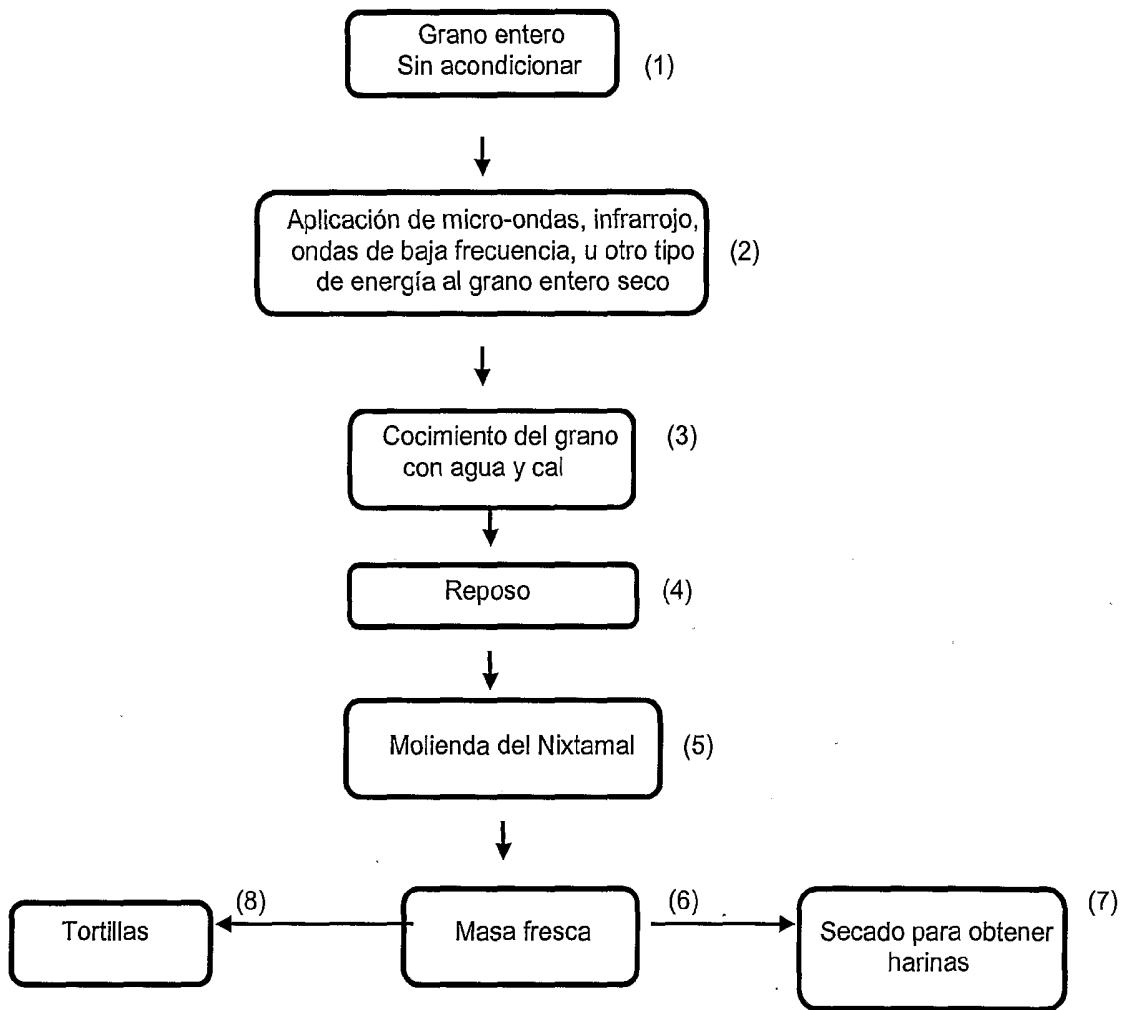 Grano entero
Sin acondicionar
(1)
Aplicación de micro-ondas, infrarrojo,
ondas de baja frecuencia, u otro tipo
de energía al grano entero seco
(2)
Cocimiento del grano
con agua y cal
(3)
Reposo
(4)
Molienda del Nixtamal
(5)
Tortillas
(8)
Masa fresca
(6)
Secado para obtener
harinas
(7)